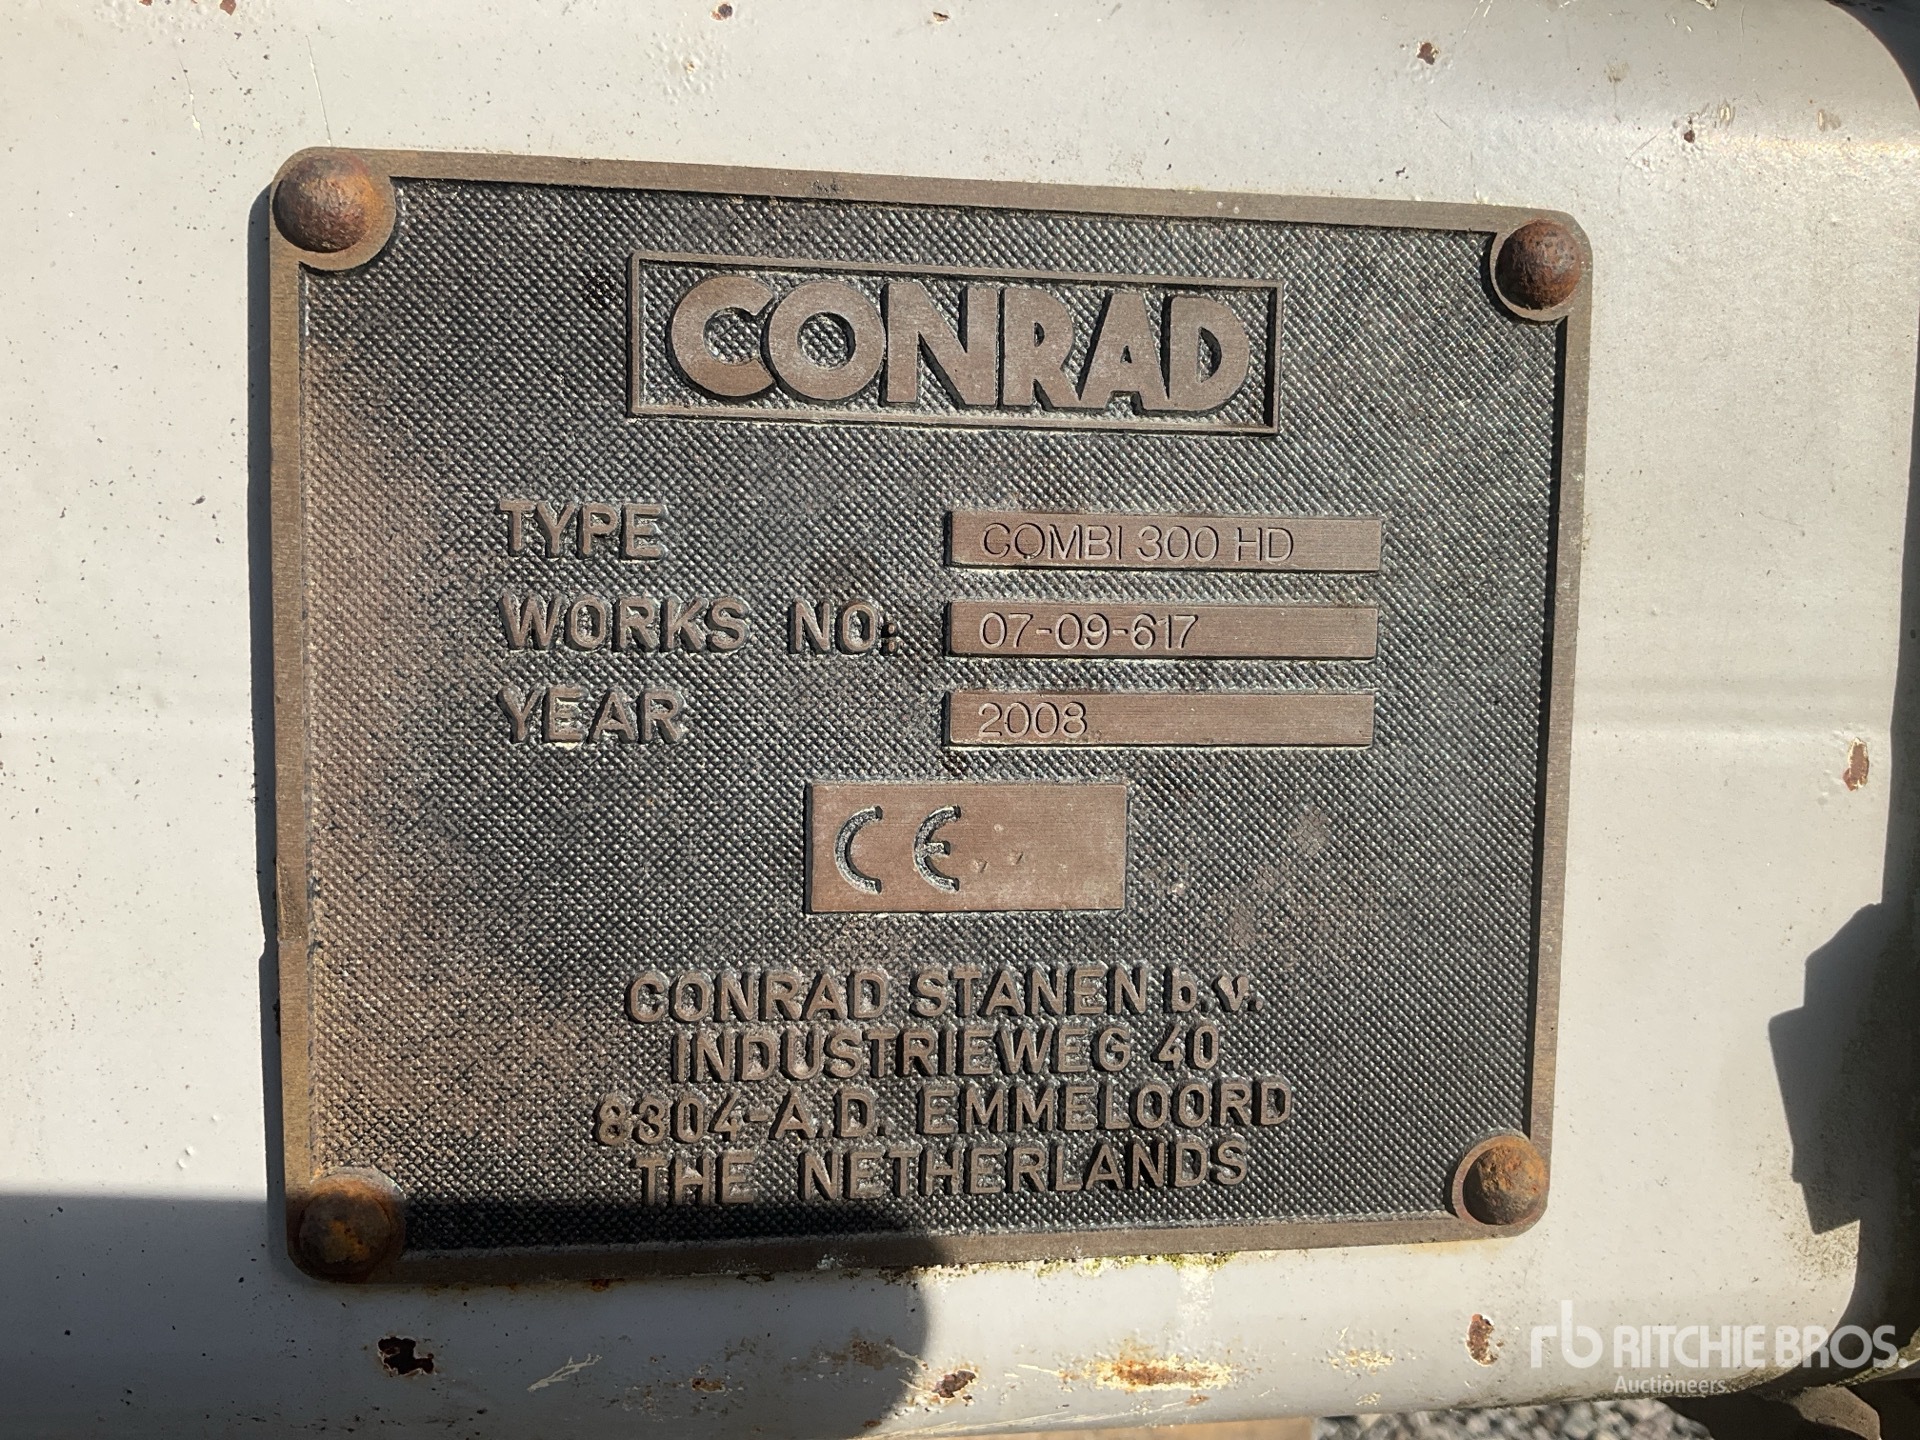 CONRAD
TYPE COMBI 300 HD
WORKS NO: 07-09-617
YEAR 2008
CE
CONRAD STANEN b.v.
INDUSTRIEWEG 40
8304-A.D. EMMELOORD
THE NETHERLANDS
rb RITCHIE BROS.
Auctioneers